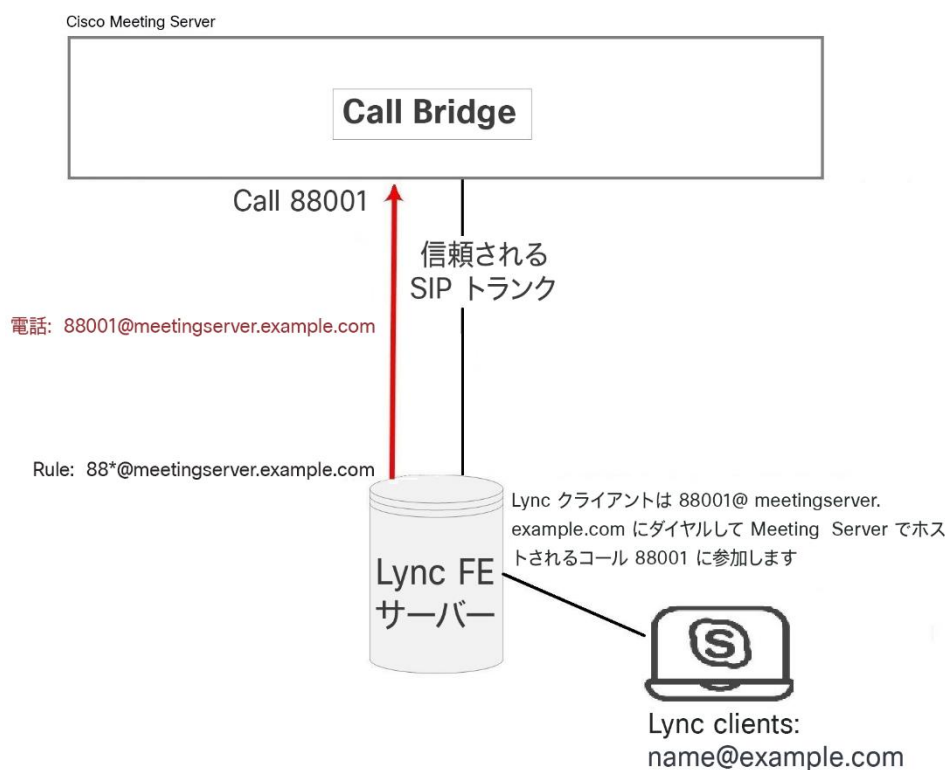 Cisco Meeting Server
Call Bridge
Call 88001
信頼される
SIP トランク
電話: 88001@meetingserver.example.com
Rule: 88*@meetingserver.example.com
Lync クライアントは 88001@ meetingserver.
example.com にダイヤルして Meeting Server でホス
トされるコール 88001 に参加します
Lync FE
サーバー
S
Lync clients:
name@example.com